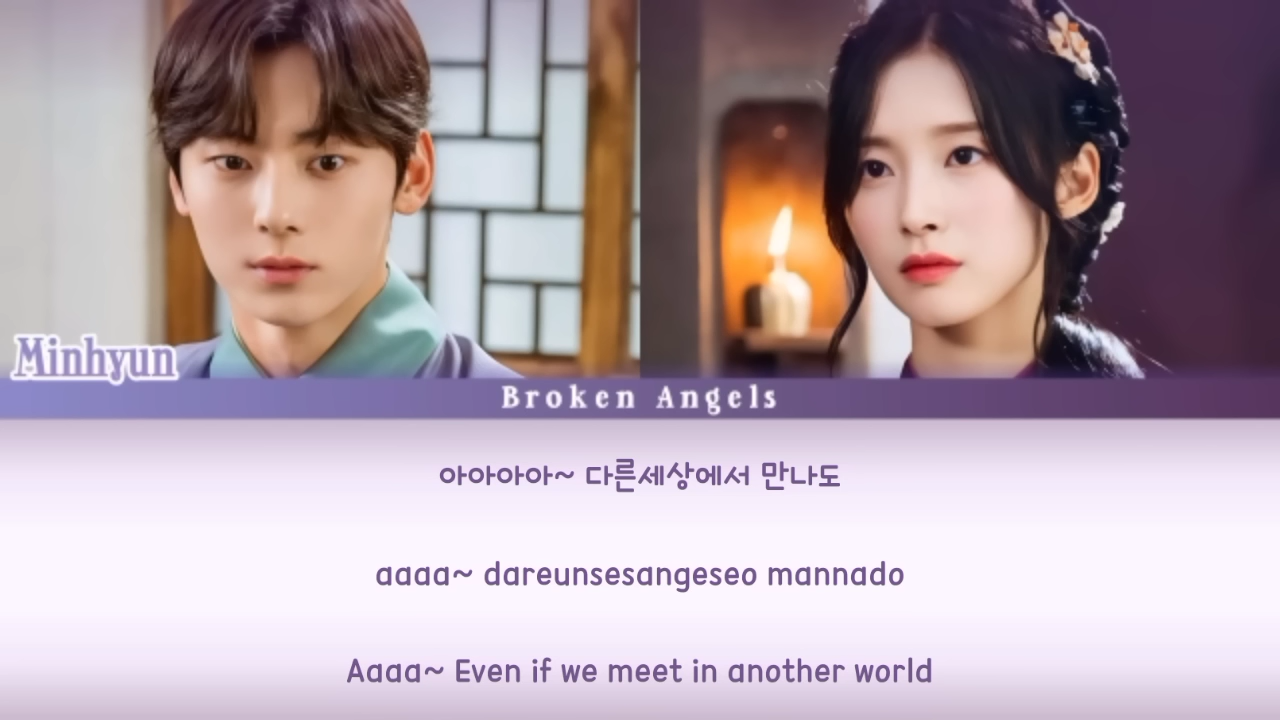 Minhyun
Broken Angels
아아아아~ 다른세상에서 만나도
aaaa~ dareunsesangeseo mannado
Aaaa~ Even if we meet in another world